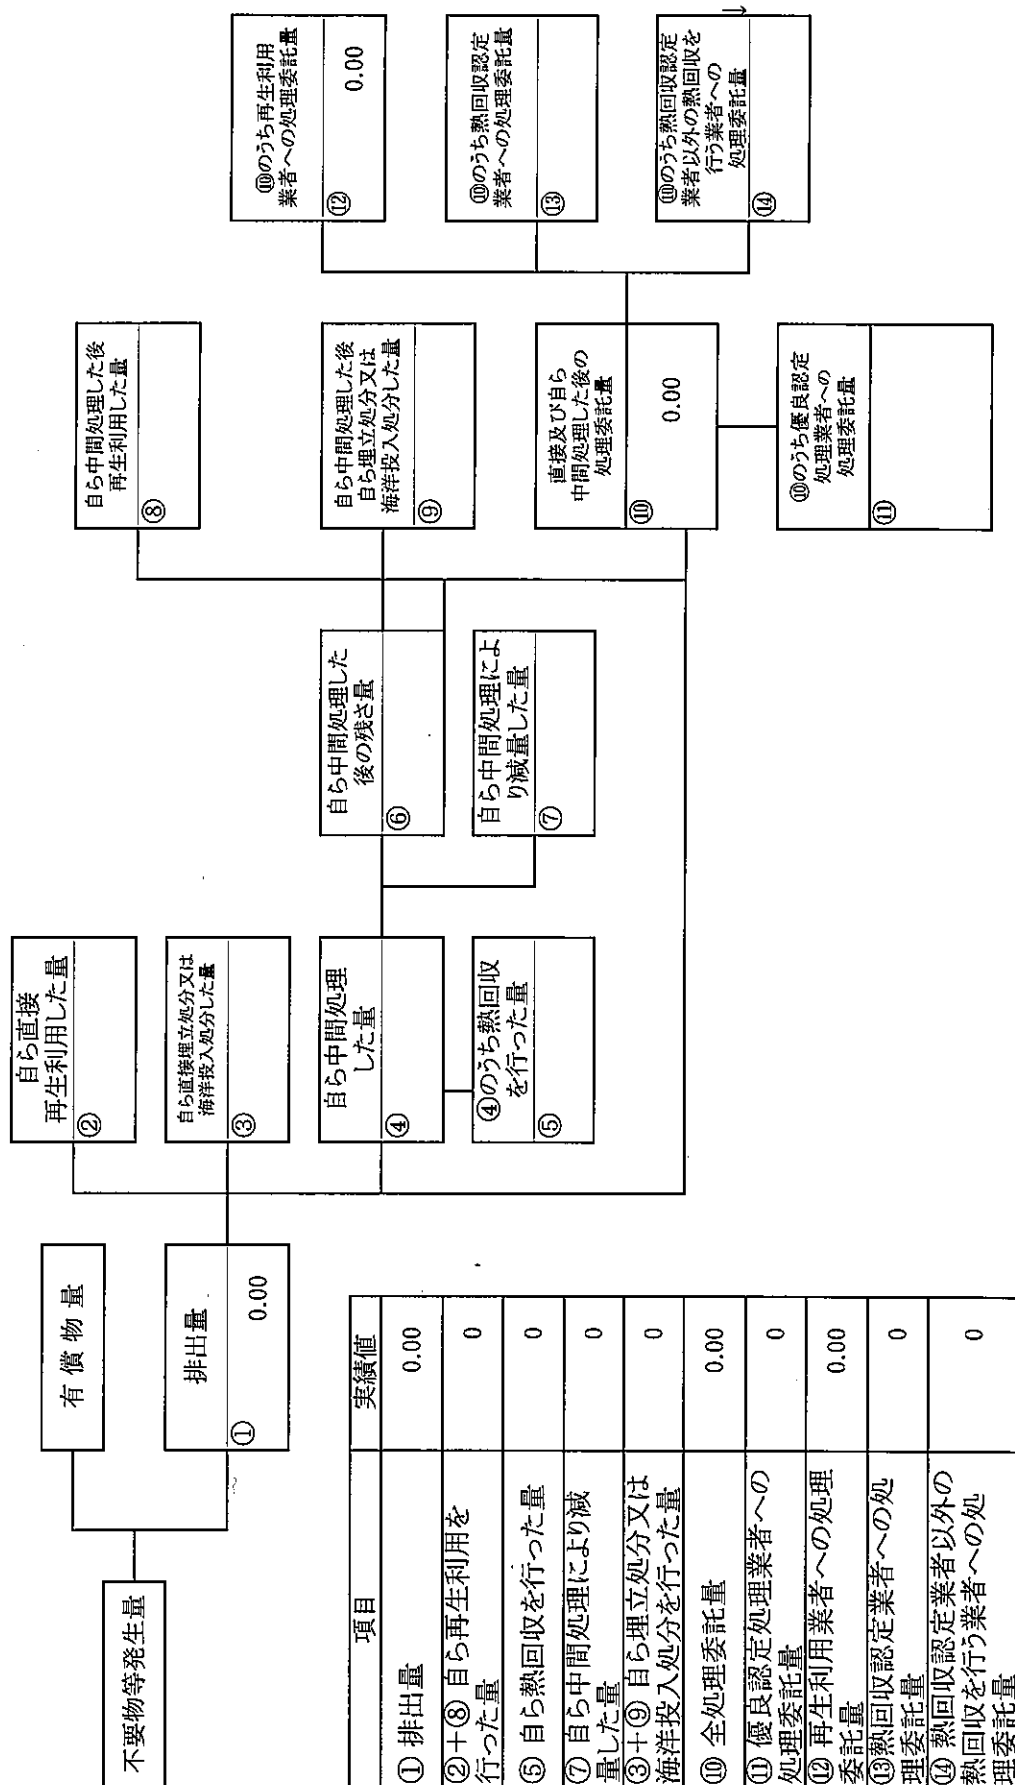 不要物等発生量
有償物量
排出量
①
0.00
自ら直接
再生利用した量
②
自ら直接埋立処分又は
海洋投入処分した量
③
自ら中間処理
した量
④
④のうち熱回収
を行った量
⑤
自ら中間処理した
後の残さ量
⑥
自ら中間処理によ
り減量した量
⑦
自ら中間処理した後
再生利用した量
⑧
自ら中間処理した後
自ら埋立処分又は
海洋投入処分した量
⑨
直接及び自ら
中間処理した後の
処理委託量
⑩
0.00
⑩のうち優良認定
処理業者への
処理委託量
⑪
⑩のうち再生利用
業者への処理委託量
⑫
0.00
⑩のうち熱回収認定
業者への処理委託量
⑬
⑩のうち熱回収認定
業者以外の熱回収を
行う業者への
処理委託量
⑭
↓
項目 実績値
①排出量 0.00
②+⑧ 自ら再生利用を
行った量 0
⑤ 自ら熱回収を行った量 0
⑦ 自ら中間処理により減
量した量 0
③+⑨ 自ら埋立処分又は
海洋投入処分を行った量 0
⑩ 全処理委託量 0.00
⑪ 優良認定処理業者への
処理委託量 0
⑫ 再生利用業者への処理
委託量 0.00
⑬熱回収認定業者への処
理委託量 0
⑭ 熱回収認定業者以外の
熱回収を行う業者への処
理委託量 0